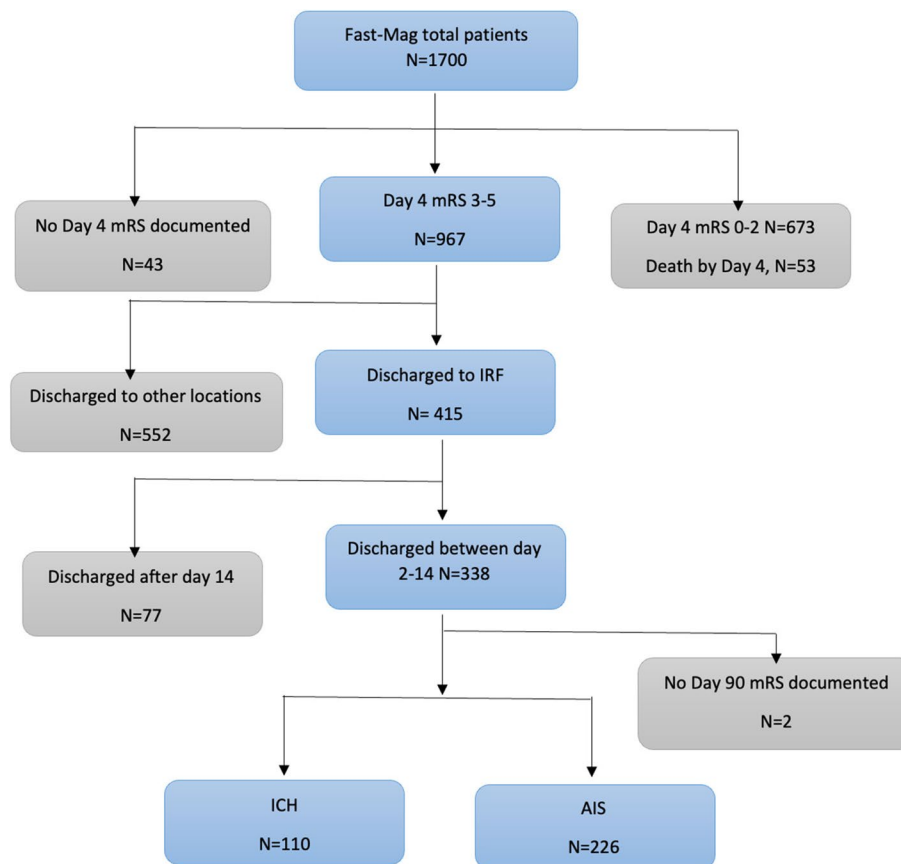 Fast-Mag total patients
N=1700
No Day 4 mRS documented
N=43
Day 4 mRS 3-5
N=967
Day 4 mRS 0-2 N=673
Death by Day 4, N=53
Discharged to other locations
N=552
Discharged to IRF
N= 415
Discharged after day 14
N=77
Discharged between day
2-14 N=338
No Day 90 mRS documented
N=2
ICH
N=110
AIS
N=226